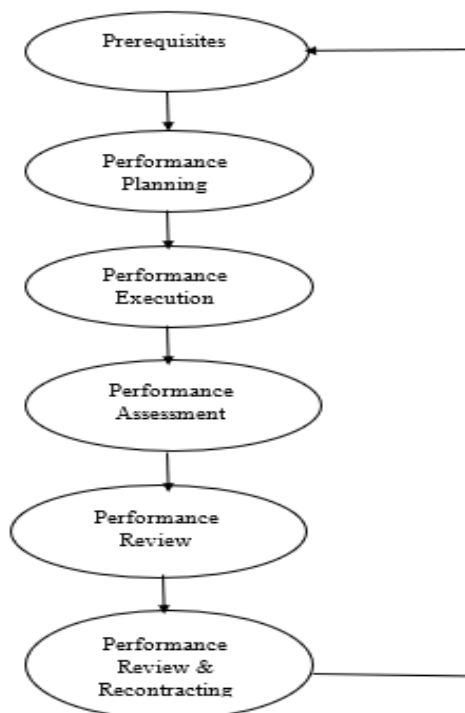 Prerequisites
Performance
Planning
Performance
Execution
Performance
Assessment
Performance
Review
Performance
Review &
Recontracting